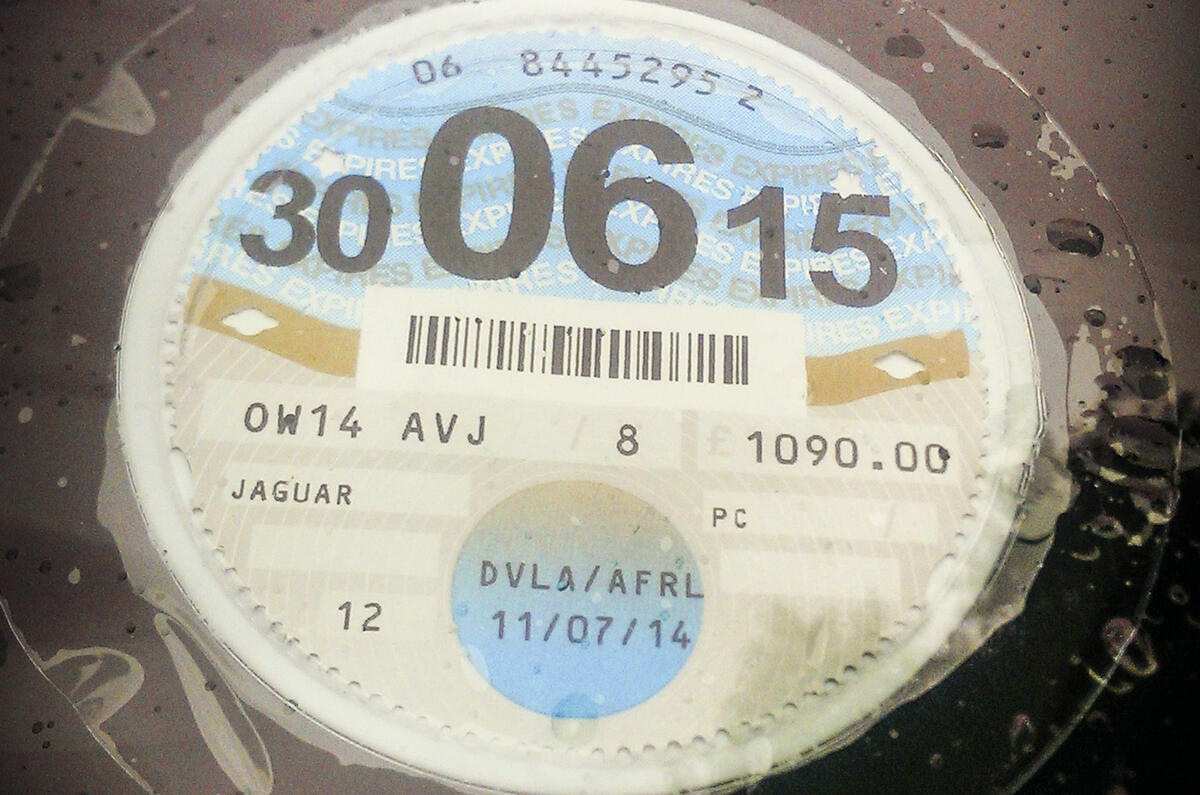 06 8445295 2
30 06 15
OW14 AVJ / 8 £ 1090.00
JAGUAR PC
DVLA/AFRL
12 11/07/14